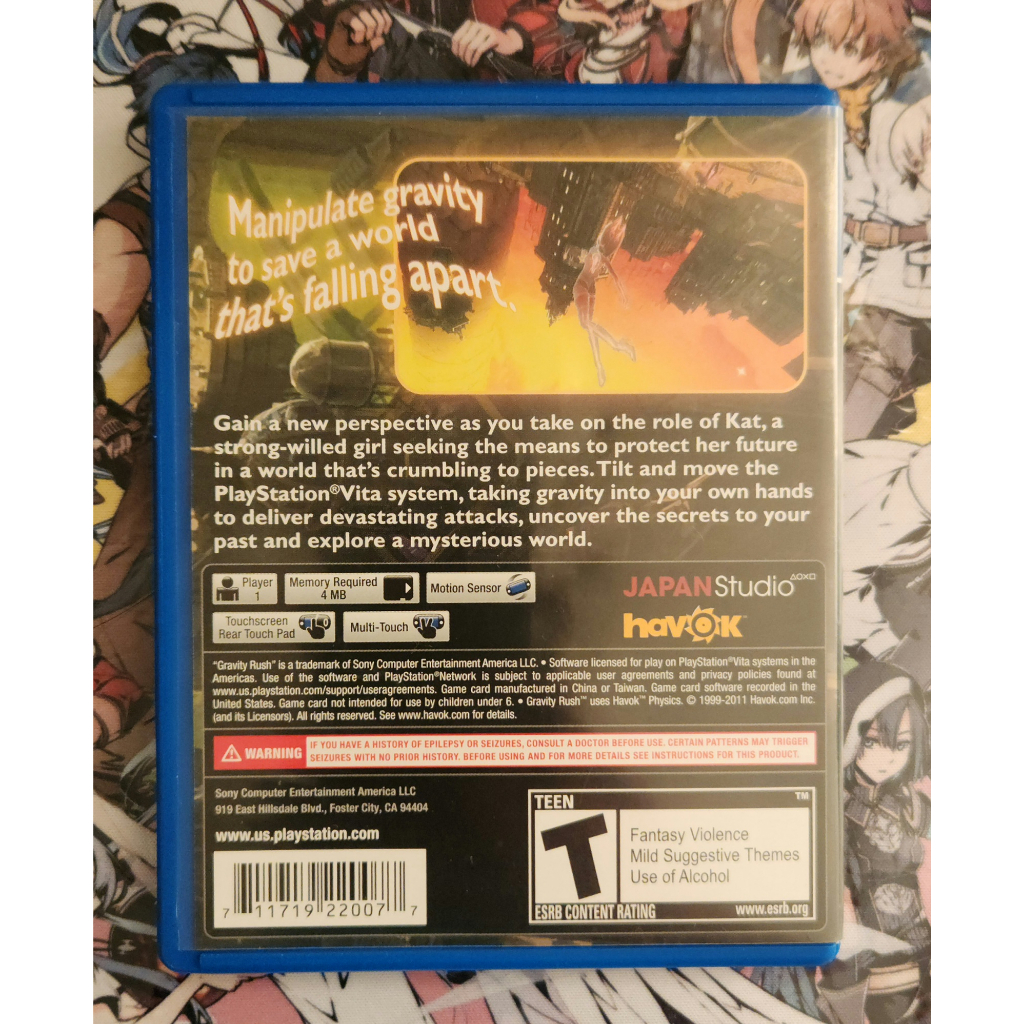 Manipulate gravity
to save a world
that's falling apart.
Gain a new perspective as you take on the role of Kat, a
strong-willed girl seeking the means to protect her future
in a world that's crumbling to pieces. Tilt and move the
PlayStation®Vita system, taking gravity into your own hands
to deliver devastating attacks, uncover the secrets to your
past and explore a mysterious world.
Player
1
Memory Required
4 MB
Motion Sensor
Touchscreen
Rear Touch Pad
Multi-Touch
JAPAN Studio
havok™
"Gravity Rush" is a trademark of Sony Computer Entertainment America LLC. • Software licensed for play on PlayStation®Vita systems in the
Americas. Use of the software and PlayStation®Network is subject to applicable user agreements and privacy policies found at
www.us.playstation.com/support/useragreements. Game card manufactured in China or Taiwan. Game card software recorded in the
United States. Game card not intended for use by children under 6. • Gravity Rush™ uses Havok™ Physics. © 1999-2011 Havok.com Inc.
(and its Licensors). All rights reserved. See www.havok.com for details.
WARNING
IF YOU HAVE A HISTORY OF EPILEPSY OR SEIZURES, CONSULT A DOCTOR BEFORE USE. CERTAIN PATTERNS MAY TRIGGER
SEIZURES WITH NO PRIOR HISTORY. BEFORE USING AND FOR MORE DETAILS SEE INSTRUCTIONS FOR THIS PRODUCT.
Sony Computer Entertainment America LLC
919 East Hillsdale Blvd., Foster City, CA 94404
www.us.playstation.com
7 11719 22007 7
TEEN ™
T
Fantasy Violence
Mild Suggestive Themes
Use of Alcohol
ESRB CONTENT RATING www.esrb.org